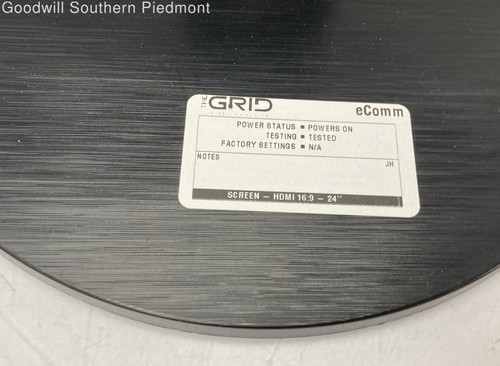 Goodwill Southern Piedmont
THE GRID eComm
POWER STATUS ▪ POWERS ON
TESTING ▪ TESTED
FACTORY SETTINGS ▪ N/A
NOTES JH
SCREEN – HDMI 16:9 – 24"